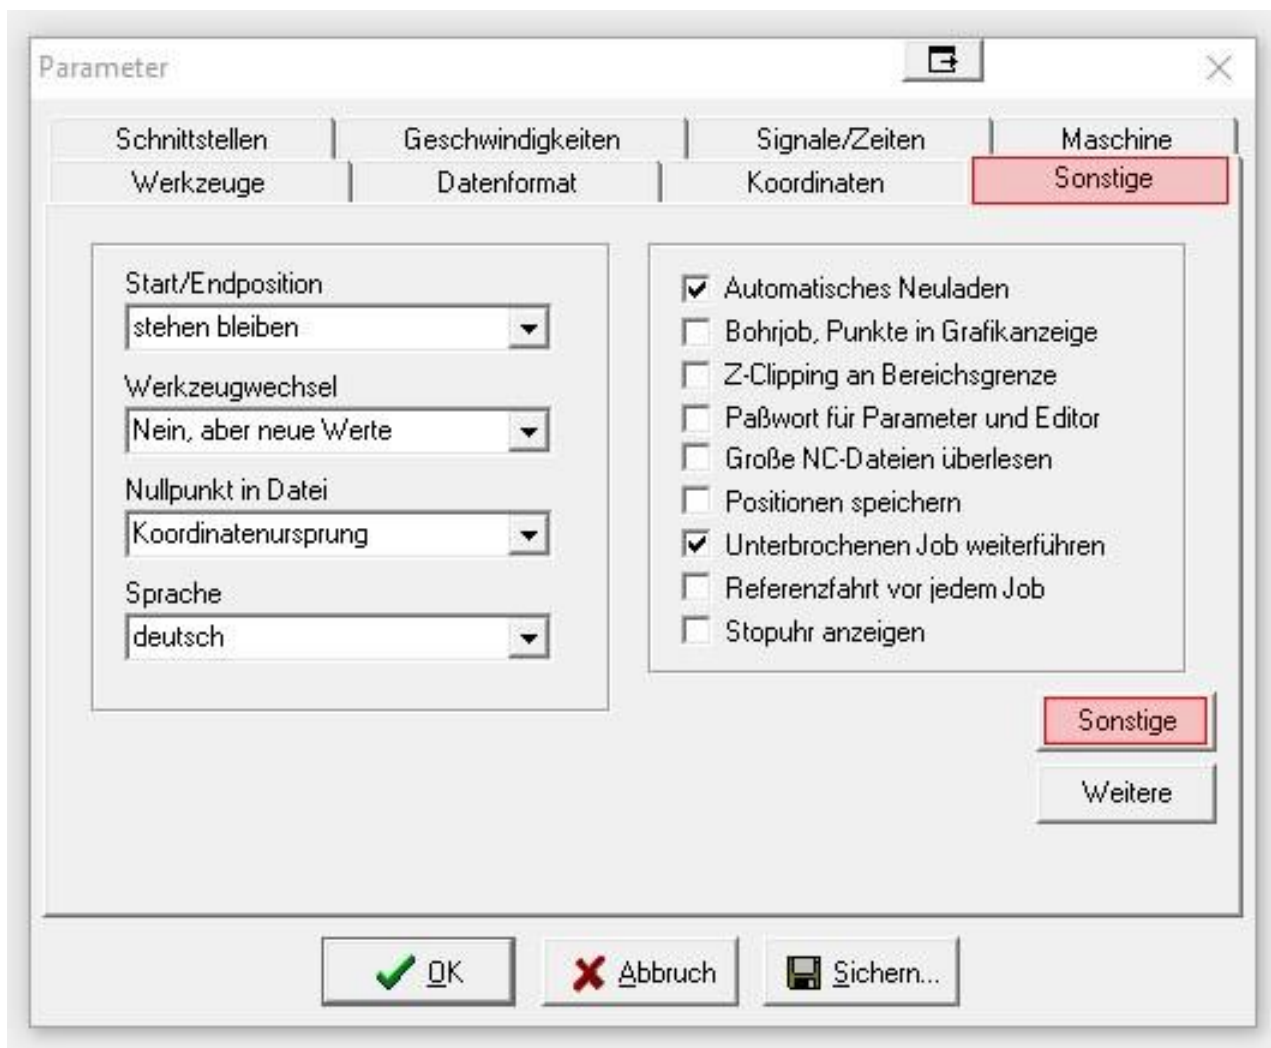 Parameter
Schnittstellen Geschwindigkeiten Signale/Zeiten Maschine
Werkzeuge Datenformat Koordinaten Sonstige
Start/Endposition
stehen bleiben
Werkzeugwechsel
Nein, aber neue Werte
Nullpunkt in Datei
Koordinatenursprung
Sprache
deutsch
Automatisches Neuladen
Bohrjob, Punkte in Grafikanzeige
Z-Clipping an Bereichsgrenze
Paßwort für Parameter und Editor
Große NC-Dateien überlesen
Positionen speichern
Unterbrochenen Job weiterführen
Referenzfahrt vor jedem Job
Stopuhr anzeigen
Sonstige
Weitere
OK Abbruch Sichern...